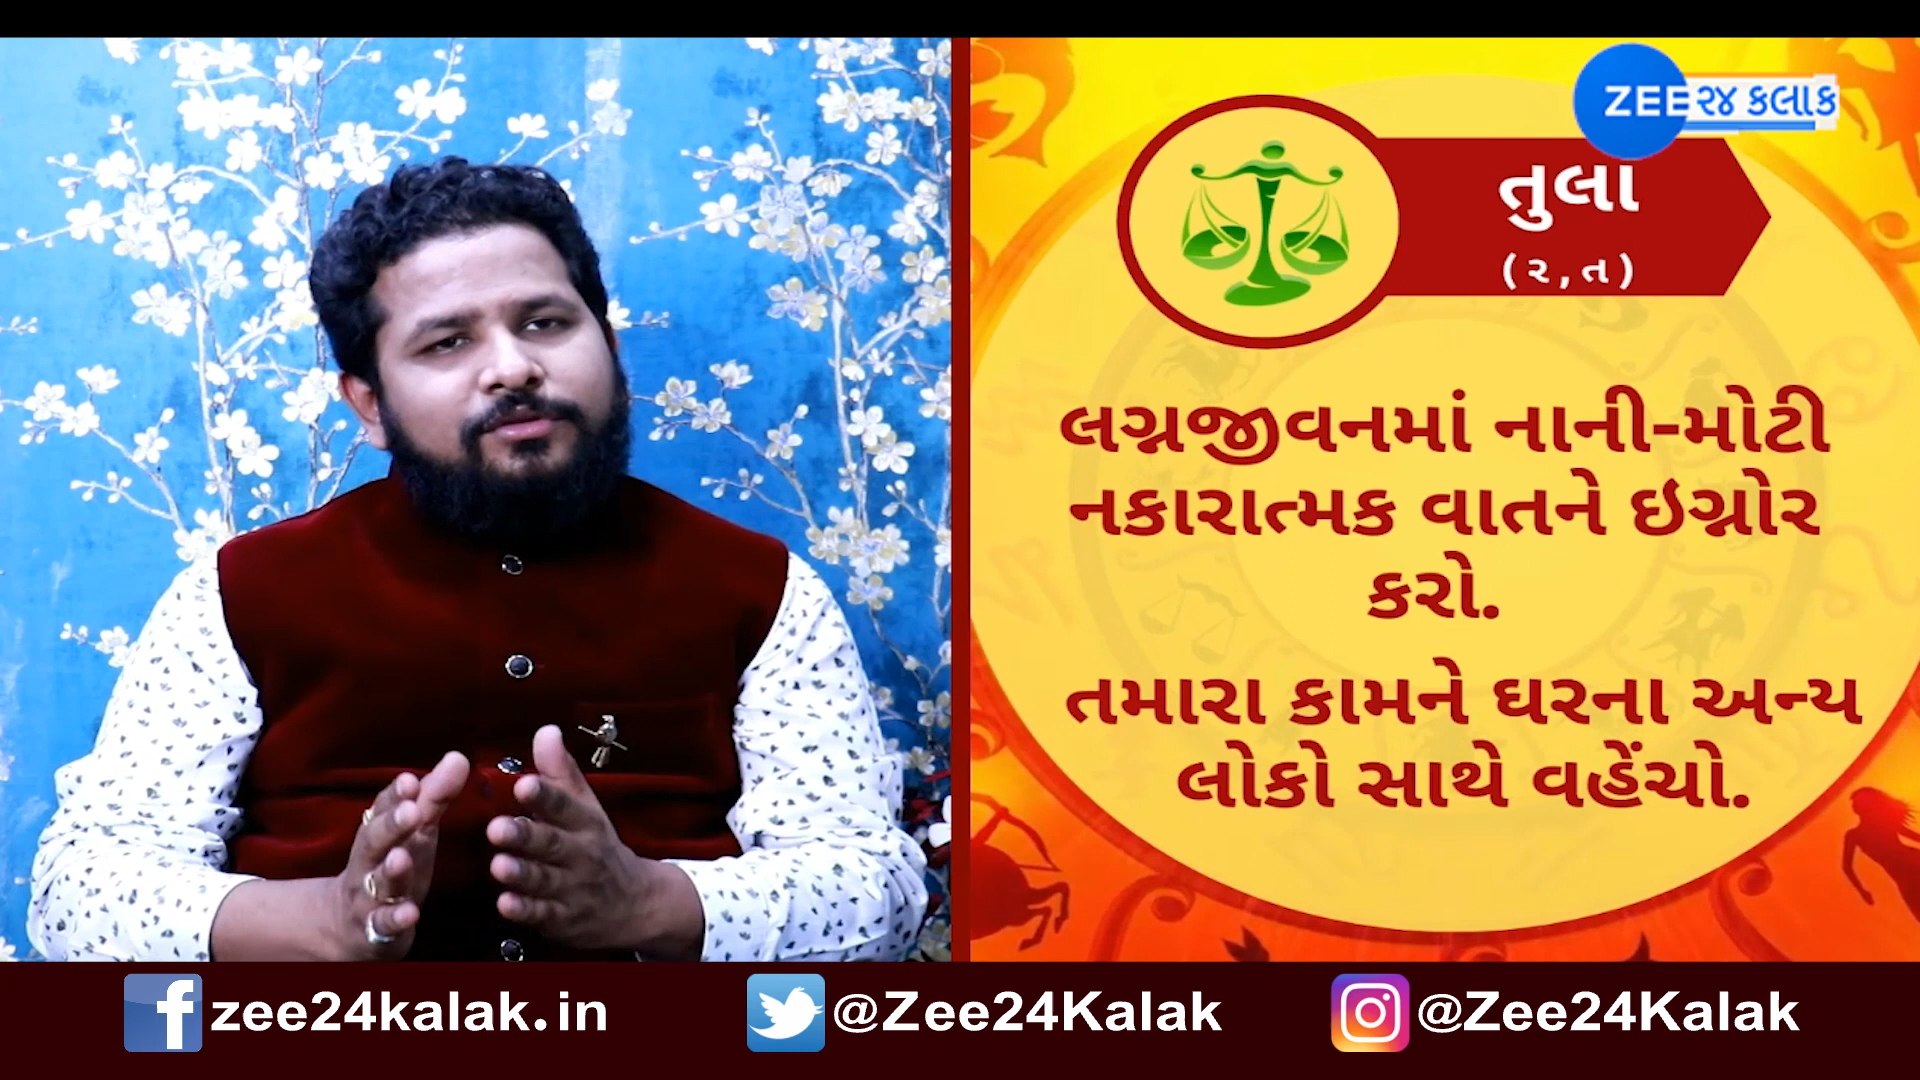 ZEE ૨૪ કલાક
તુલા
(ર,ત)
લગ્નજીવનમાં નાની-મોટી
નકારાત્મક વાતને ઇગ્નોર
કરો.
તમારા કામને ઘરના અન્ય
લોકો સાથે વહેંચો.
zee24kalak.in
@Zee24Kalak
@Zee24Kalak